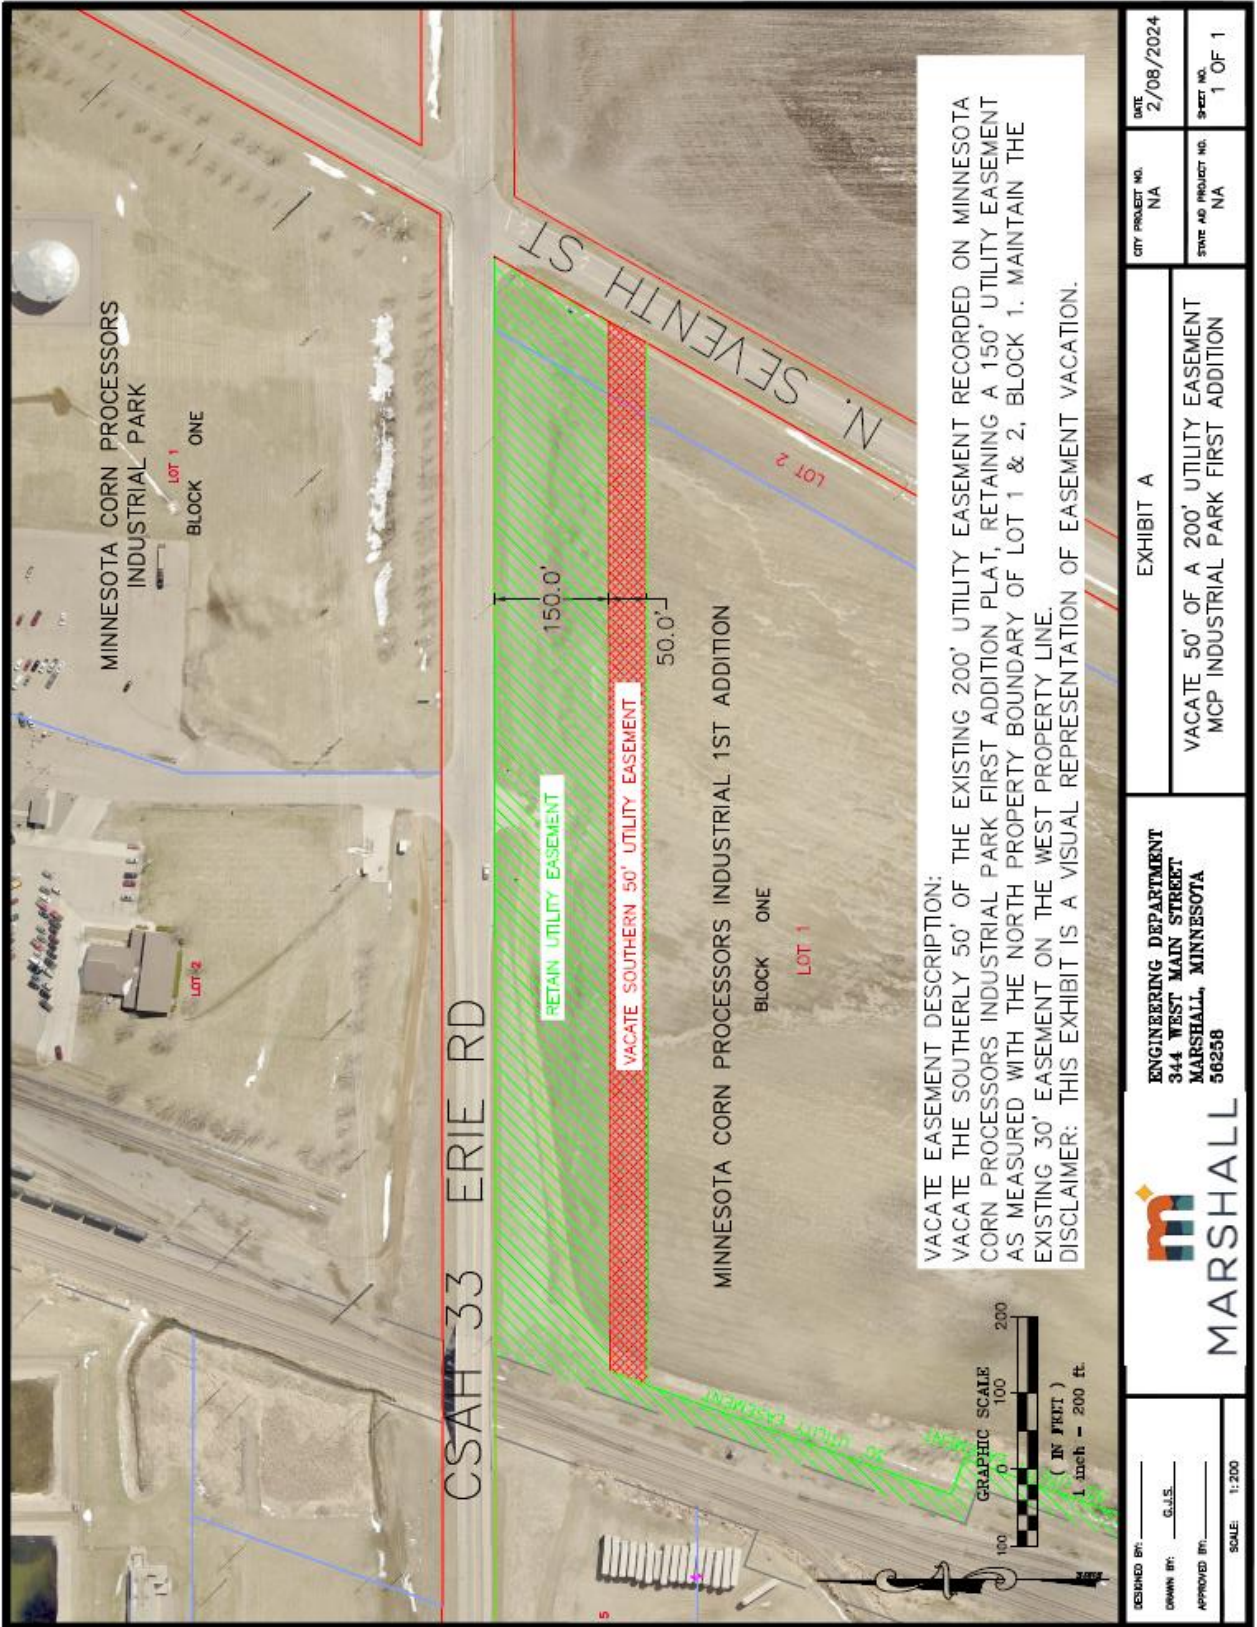 MINNESOTA CORN PROCESSORS
INDUSTRIAL PARK
LOT 1
BLOCK ONE
LOT 2
CSAH 33 ERIE RD
N. SEVENTH ST
150.0'
50.0'
RETAIN UTILITY EASEMENT
VACATE SOUTHERN 50' UTILITY EASEMENT
LOT 2
MINNESOTA CORN PROCESSORS INDUSTRIAL 1ST ADDITION
BLOCK ONE
LOT 1
UTILITY EASEMENT
5
VACATE EASEMENT DESCRIPTION:
VACATE THE SOUTHERLY 50' OF THE EXISTING 200' UTILITY EASEMENT RECORDED ON MINNESOTA
CORN PROCESSORS INDUSTRIAL PARK FIRST ADDITION PLAT, RETAINING A 150' UTILITY EASEMENT
AS MEASURED WITH THE NORTH PROPERTY BOUNDARY OF LOT 1 & 2, BLOCK 1. MAINTAIN THE
EXISTING 30' EASEMENT ON THE WEST PROPERTY LINE.
DISCLAIMER: THIS EXHIBIT IS A VISUAL REPRESENTATION OF EASEMENT VACATION.
GRAPHIC SCALE
100 0 100 200
( IN FEET )
1 inch = 200 ft.
DESIGNED BY:
DRAWN BY: G.J.S.
APPROVED BY:
SCALE: 1:200
m
MARSHALL
ENGINEERING DEPARTMENT
344 WEST MAIN STREET
MARSHALL, MINNESOTA
56258
EXHIBIT A
VACATE 50' OF A 200' UTILITY EASEMENT
MCP INDUSTRIAL PARK FIRST ADDITION
CITY PROJECT NO.
NA
DATE
2/08/2024
STATE AID PROJECT NO.
NA
SHEET NO.
1 OF 1